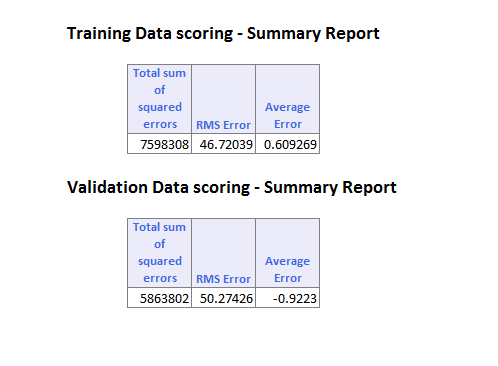 Training Data scoring - Summary Report
Total sum
of
squared
errors RMS Error Average
Error
7598308 46.72039 0.609269
Validation Data scoring - Summary Report
Total sum
of
squared
errors RMS Error Average
Error
5863802 50.27426 -0.9223